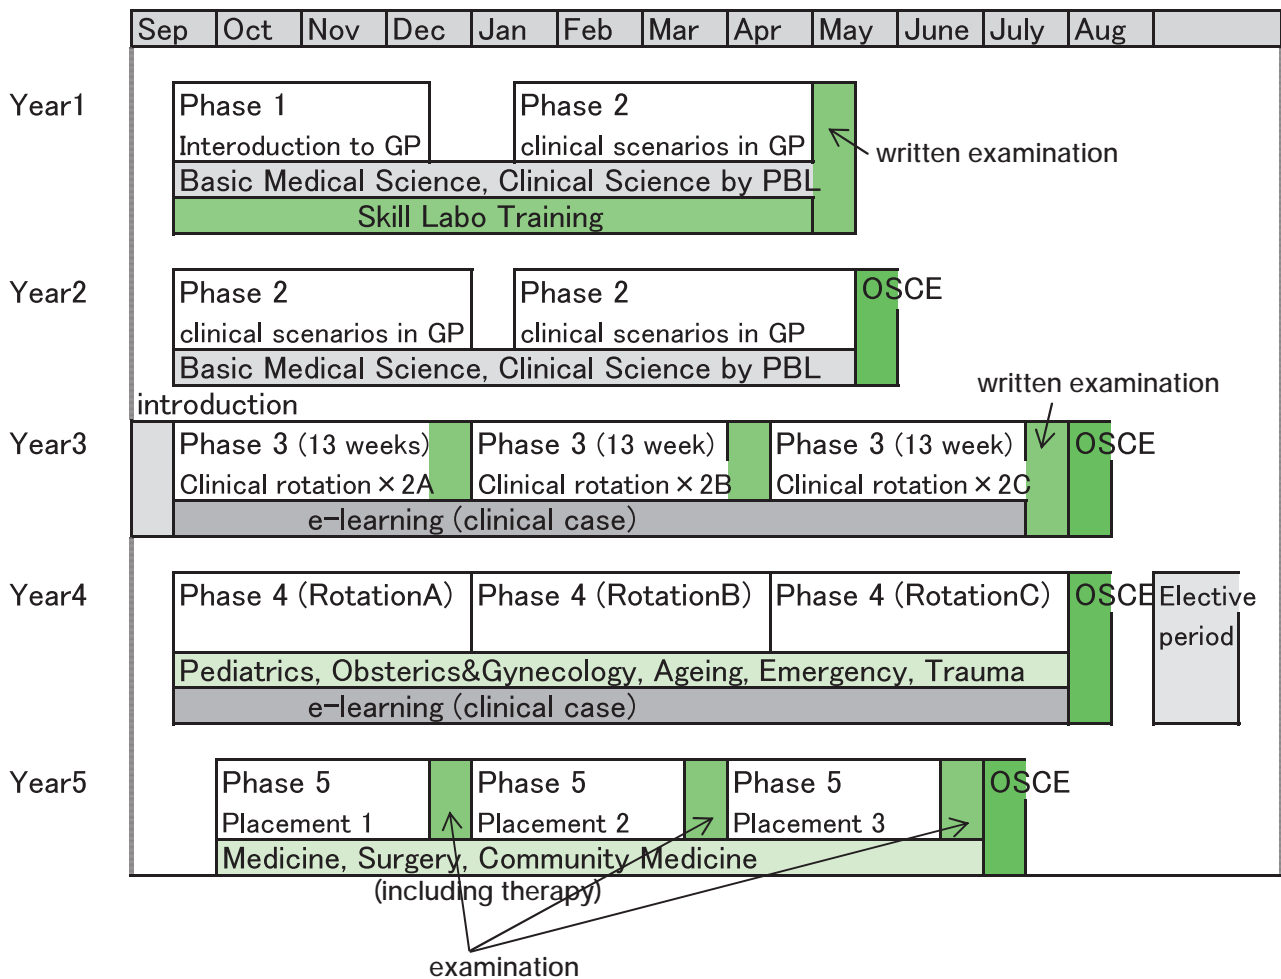 Sep Oct Nov Dec Jan Feb Mar Apr May June July Aug
Year1
Phase 1
Interoduction to GP
Phase 2
clinical scenarios in GP
written examination
Basic Medical Science, Clinical Science by PBL
Skill Labo Training
Year2
Phase 2
clinical scenarios in GP
Phase 2
clinical scenarios in GP
OSCE
Basic Medical Science, Clinical Science by PBL
written examination
introduction
Year3
Phase 3 (13 weeks)
Clinical rotation × 2A
Phase 3 (13 week)
Clinical rotation × 2B
Phase 3 (13 week)
Clinical rotation × 2C
OSCE
e-learning (clinical case)
Year4
Phase 4 (RotationA)
Phase 4 (RotationB)
Phase 4 (RotationC)
OSCE
Elective
period
Pediatrics, Obsterics&Gynecology, Ageing, Emergency, Trauma
e-learning (clinical case)
Year5
Phase 5
Placement 1
Phase 5
Placement 2
Phase 5
Placement 3
OSCE
Medicine, Surgery, Community Medicine
(including therapy)
examination